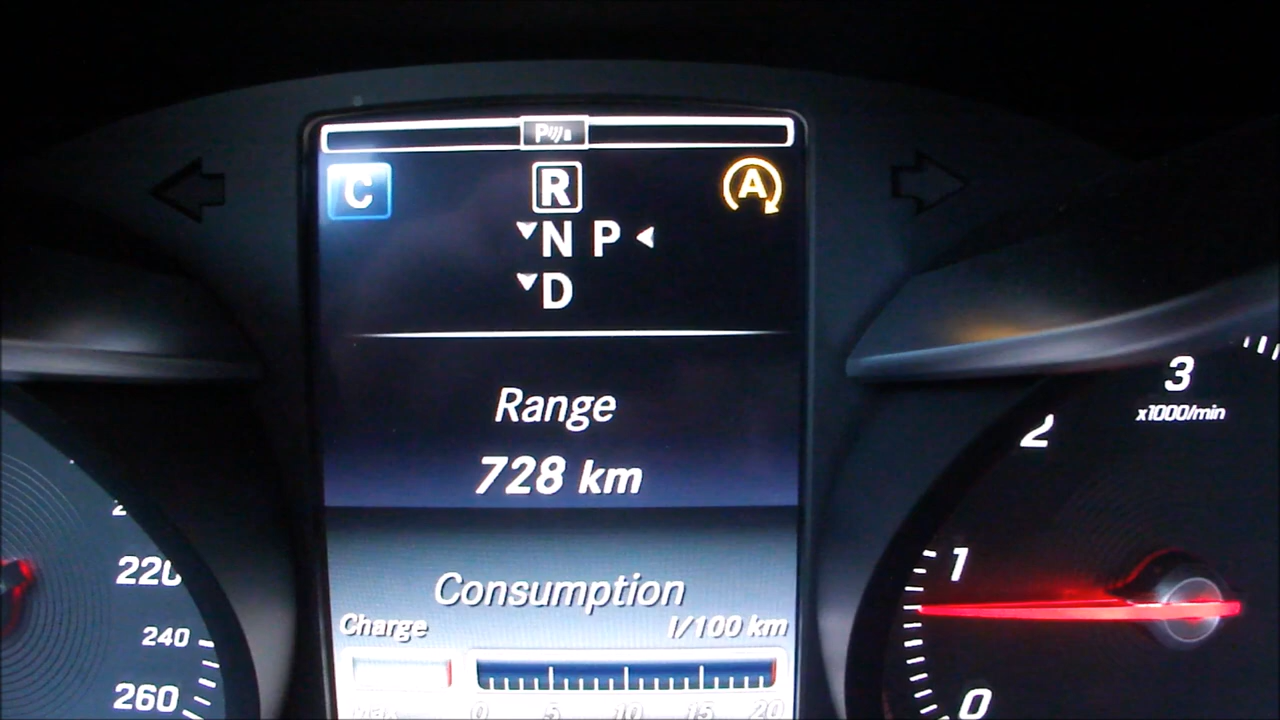 P
C
R
A
N P
D
Range
728 km
Consumption
Charge
l/100 km
0 5 10 15 20
220
240
260
3
x1000/min
2
1
0